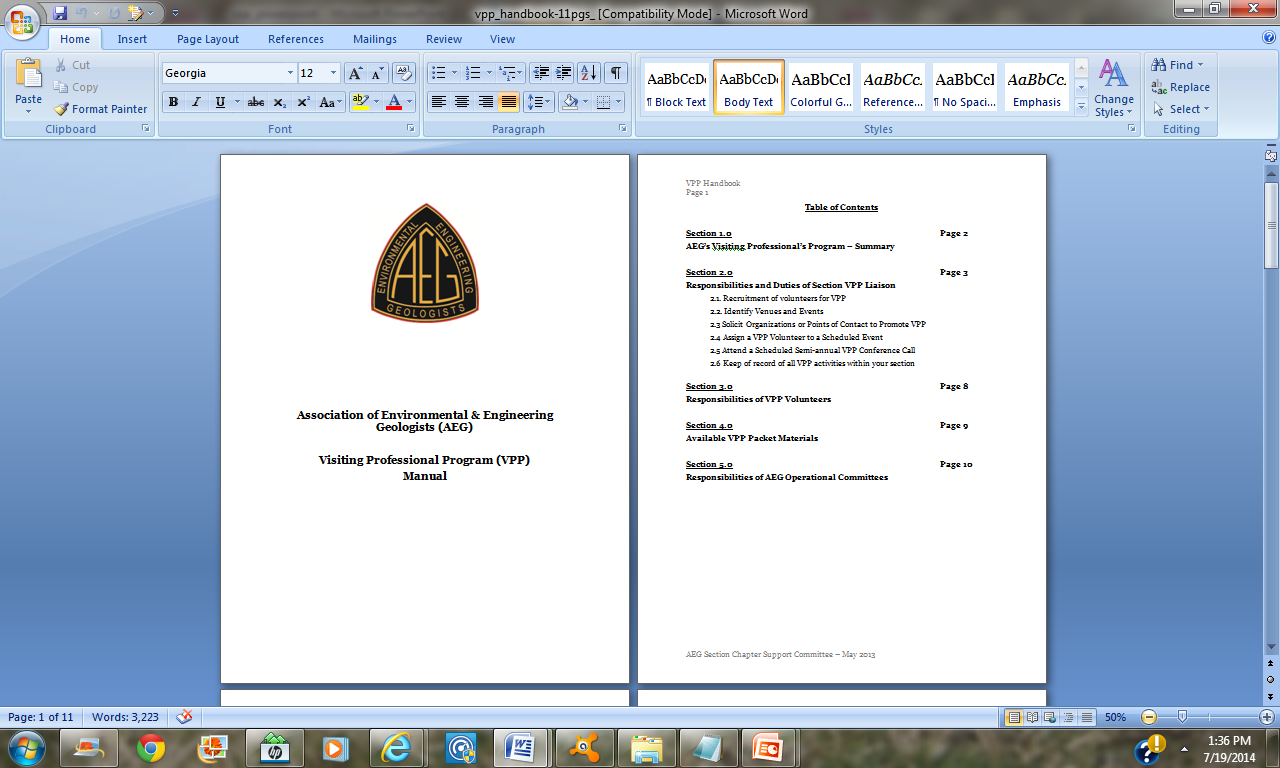 vpp_handbook-11pgs_ [Compatibility Mode] - Microsoft Word
Home Insert Page Layout References Mailings Review View
Paste
Cut
Copy
Format Painter
Clipboard
Georgia 12
B I U abc x₂ x² Aa
Font
Paragraph
AaBbCcDc AaBbCcDc AaBbCcI AaBbCc. AaBbCcI AaBbCc.
¶ Block Text Body Text Colorful G... Reference... ¶ No Spaci... Emphasis
Change Styles
Styles
Find
Replace
Select
Editing
ENVIRONMENTAL ENGINEERING
AEG
GEOLOGISTS
Association of Environmental & Engineering
Geologists (AEG)
Visiting Professional Program (VPP)
Manual
VPP Handbook
Page 1
Table of Contents
Section 1.0 Page 2
AEG's Visiting Professional's Program – Summary
Section 2.0 Page 3
Responsibilities and Duties of Section VPP Liaison
2.1. Recruitment of volunteers for VPP
2.2. Identify Venues and Events
2.3 Solicit Organizations or Points of Contact to Promote VPP
2.4 Assign a VPP Volunteer to a Scheduled Event
2.5 Attend a Scheduled Semi-annual VPP Conference Call
2.6 Keep of record of all VPP activities within your section
Section 3.0 Page 8
Responsibilities of VPP Volunteers
Section 4.0 Page 9
Available VPP Packet Materials
Section 5.0 Page 10
Responsibilities of AEG Operational Committees
AEG Section Chapter Support Committee – May 2013
Page: 1 of 11 Words: 3,223 50%
1:36 PM
7/19/2014